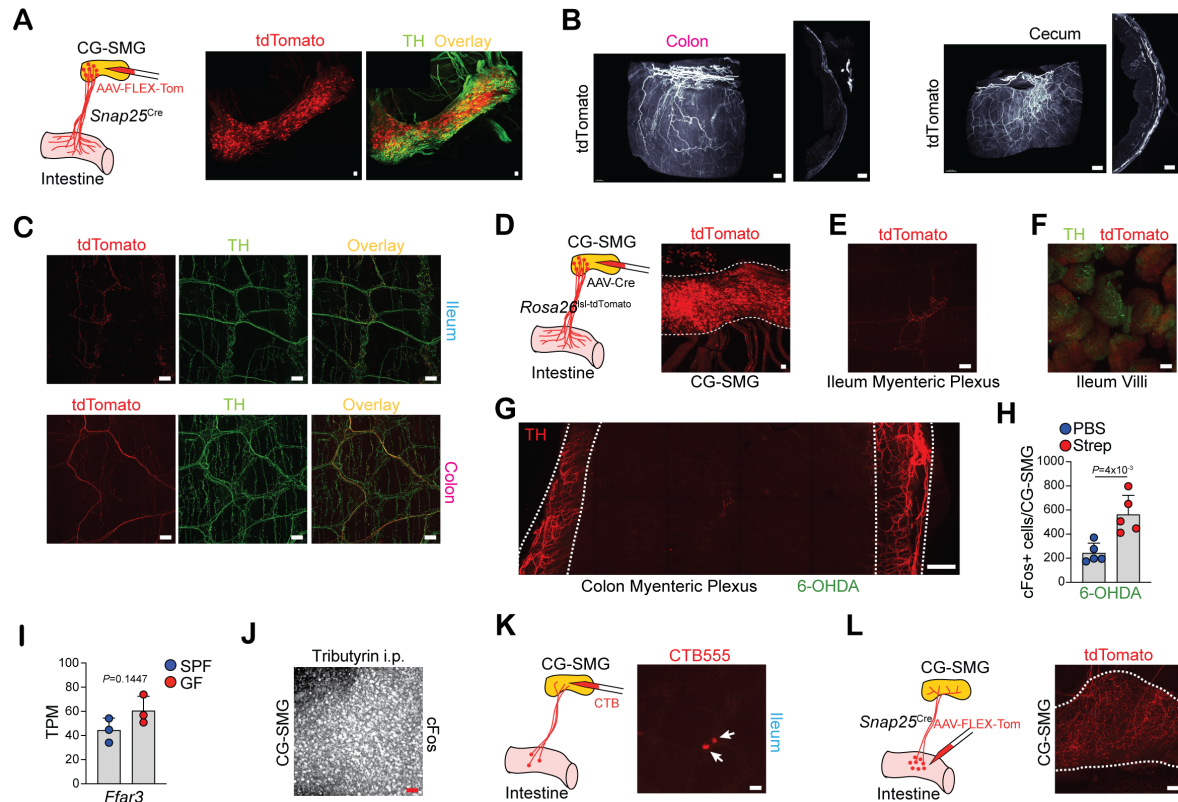 A
CG-SMG
AAV-FLEX-Tom
Snap25Cre
Intestine
tdTomato
TH Overlay
B
Colon
tdTomato
Cecum
tdTomato
C
tdTomato
TH
Overlay
Ileum
tdTomato
TH
Overlay
Colon
D
CG-SMG
AAV-Cre
Rosa26lsl-tdTomato
Intestine
tdTomato
CG-SMG
E
tdTomato
Ileum Myenteric Plexus
F
TH tdTomato
Ileum Villi
G
TH
Colon Myenteric Plexus
6-OHDA
H
PBS
Strep
P=4x10-3
cFos+ cells/CG-SMG
1000
800
600
400
200
0
6-OHDA
I
SPF
GF
P=0.1447
TPM
100
80
60
40
20
0
Ffar3
J
Tributyrin i.p.
CG-SMG
cFos
K
CG-SMG
CTB
Intestine
CTB555
Ileum
L
CG-SMG
Snap25Cre
AAV-FLEX-Tom
Intestine
tdTomato
CG-SMG